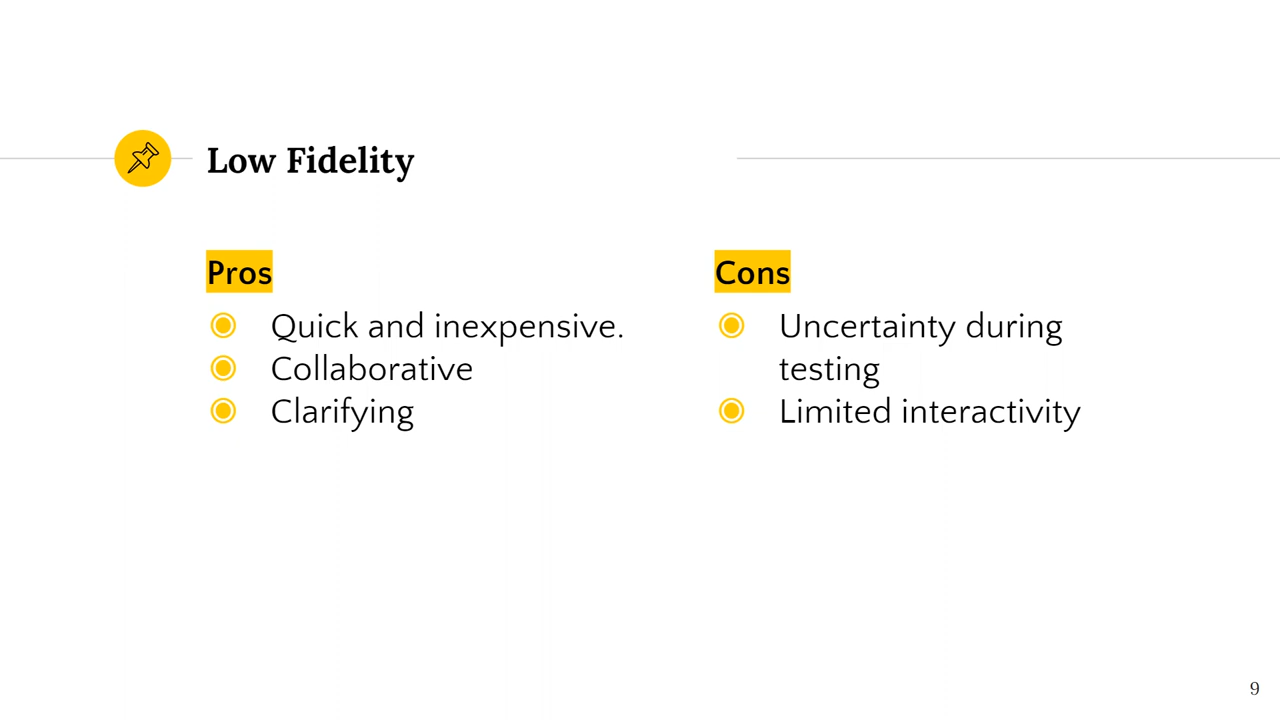 Low Fidelity
Pros
Quick and inexpensive.
Collaborative
Clarifying
Cons
Uncertainty during
testing
Limited interactivity
9